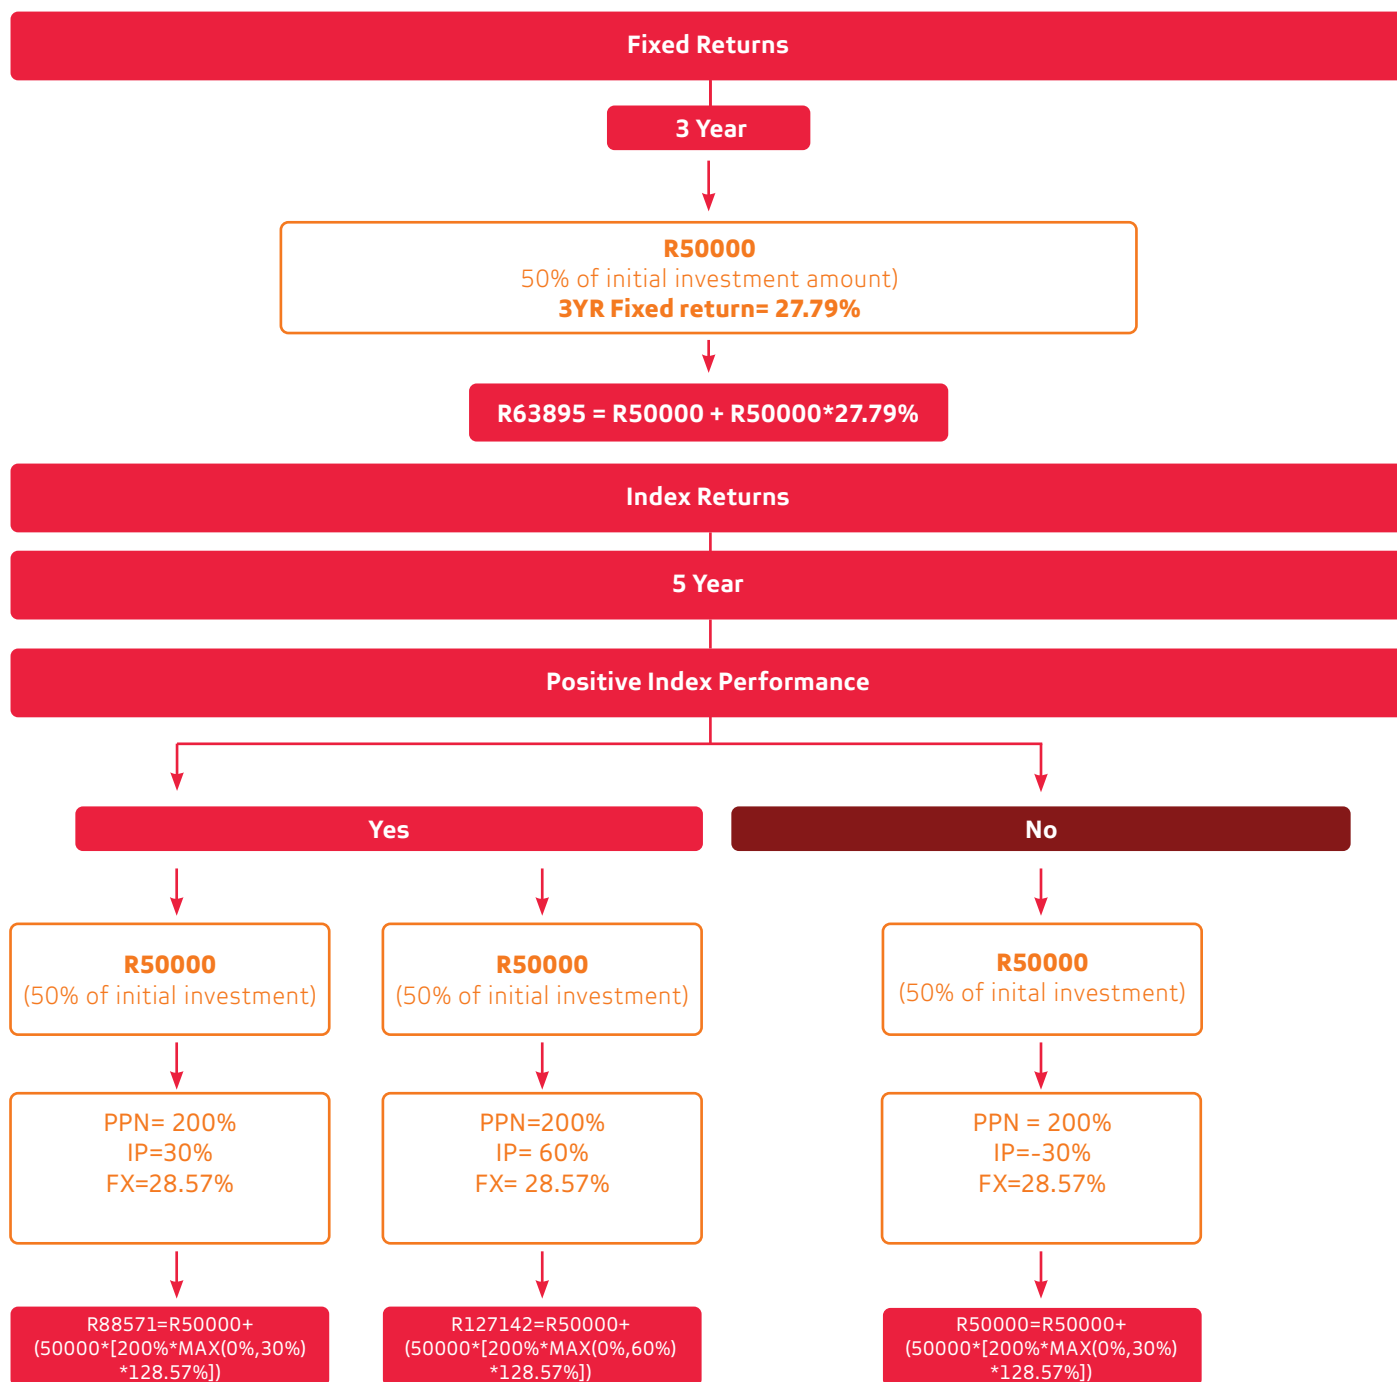 Fixed Returns
3 Year
R50000
50% of initial investment amount)
3YR Fixed return= 27.79%
R63895 = R50000 + R50000*27.79%
Index Returns
5 Year
Positive Index Performance
Yes
No
R50000
(50% of initial investment)
R50000
(50% of initial investment)
R50000
(50% of inital investment)
PPN= 200%
IP=30%
FX=28.57%
PPN=200%
IP= 60%
FX= 28.57%
PPN = 200%
IP=-30%
FX=28.57%
R88571=R50000+
(50000*[200%*MAX(0%,30%)
*128.57%])
R127142=R50000+
(50000*[200%*MAX(0%,60%)
*128.57%])
R50000=R50000+
(50000*[200%*MAX(0%,30%)
*128.57%])